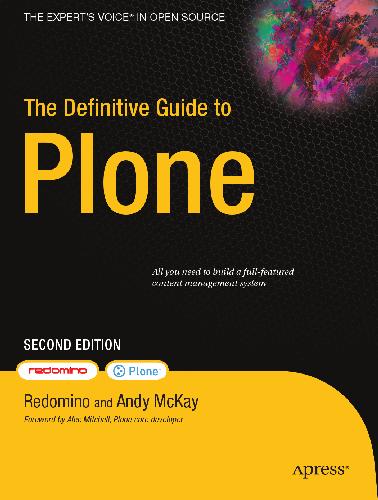 THE EXPERT'S VOICE® IN OPEN SOURCE
The Definitive Guide to
Plone
All you need to build a full-featured
content management system
SECOND EDITION
redomino Plone®
Redomino and Andy McKay
Foreword by Alec Mitchell, Plone core developer
Apress®